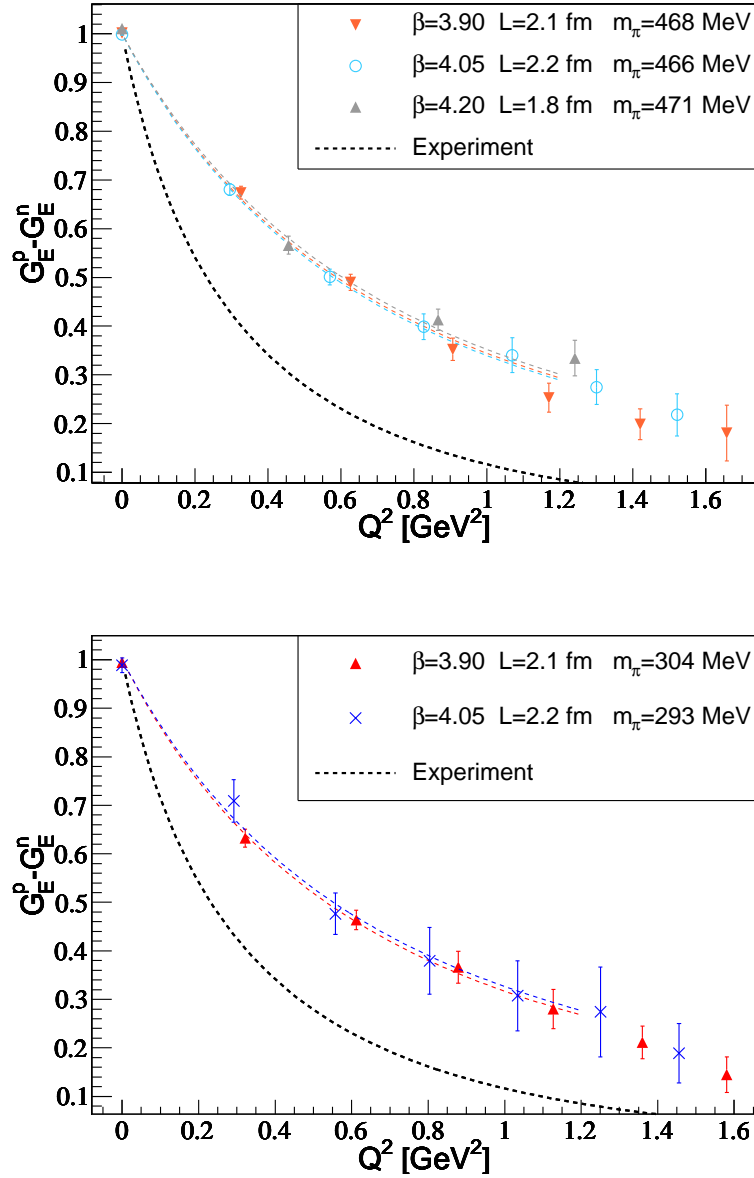 β=3.90 L=2.1 fm m_π=468 MeV
β=4.05 L=2.2 fm m_π=466 MeV
β=4.20 L=1.8 fm m_π=471 MeV
Experiment
G_E^p-G_E^n
1
0.9
0.8
0.7
0.6
0.5
0.4
0.3
0.2
0.1
0 0.2 0.4 0.6 0.8 1 1.2 1.4 1.6
Q^2 [GeV^2]
β=3.90 L=2.1 fm m_π=304 MeV
β=4.05 L=2.2 fm m_π=293 MeV
Experiment
G_E^p-G_E^n
1
0.9
0.8
0.7
0.6
0.5
0.4
0.3
0.2
0.1
0 0.2 0.4 0.6 0.8 1 1.2 1.4 1.6
Q^2 [GeV^2]